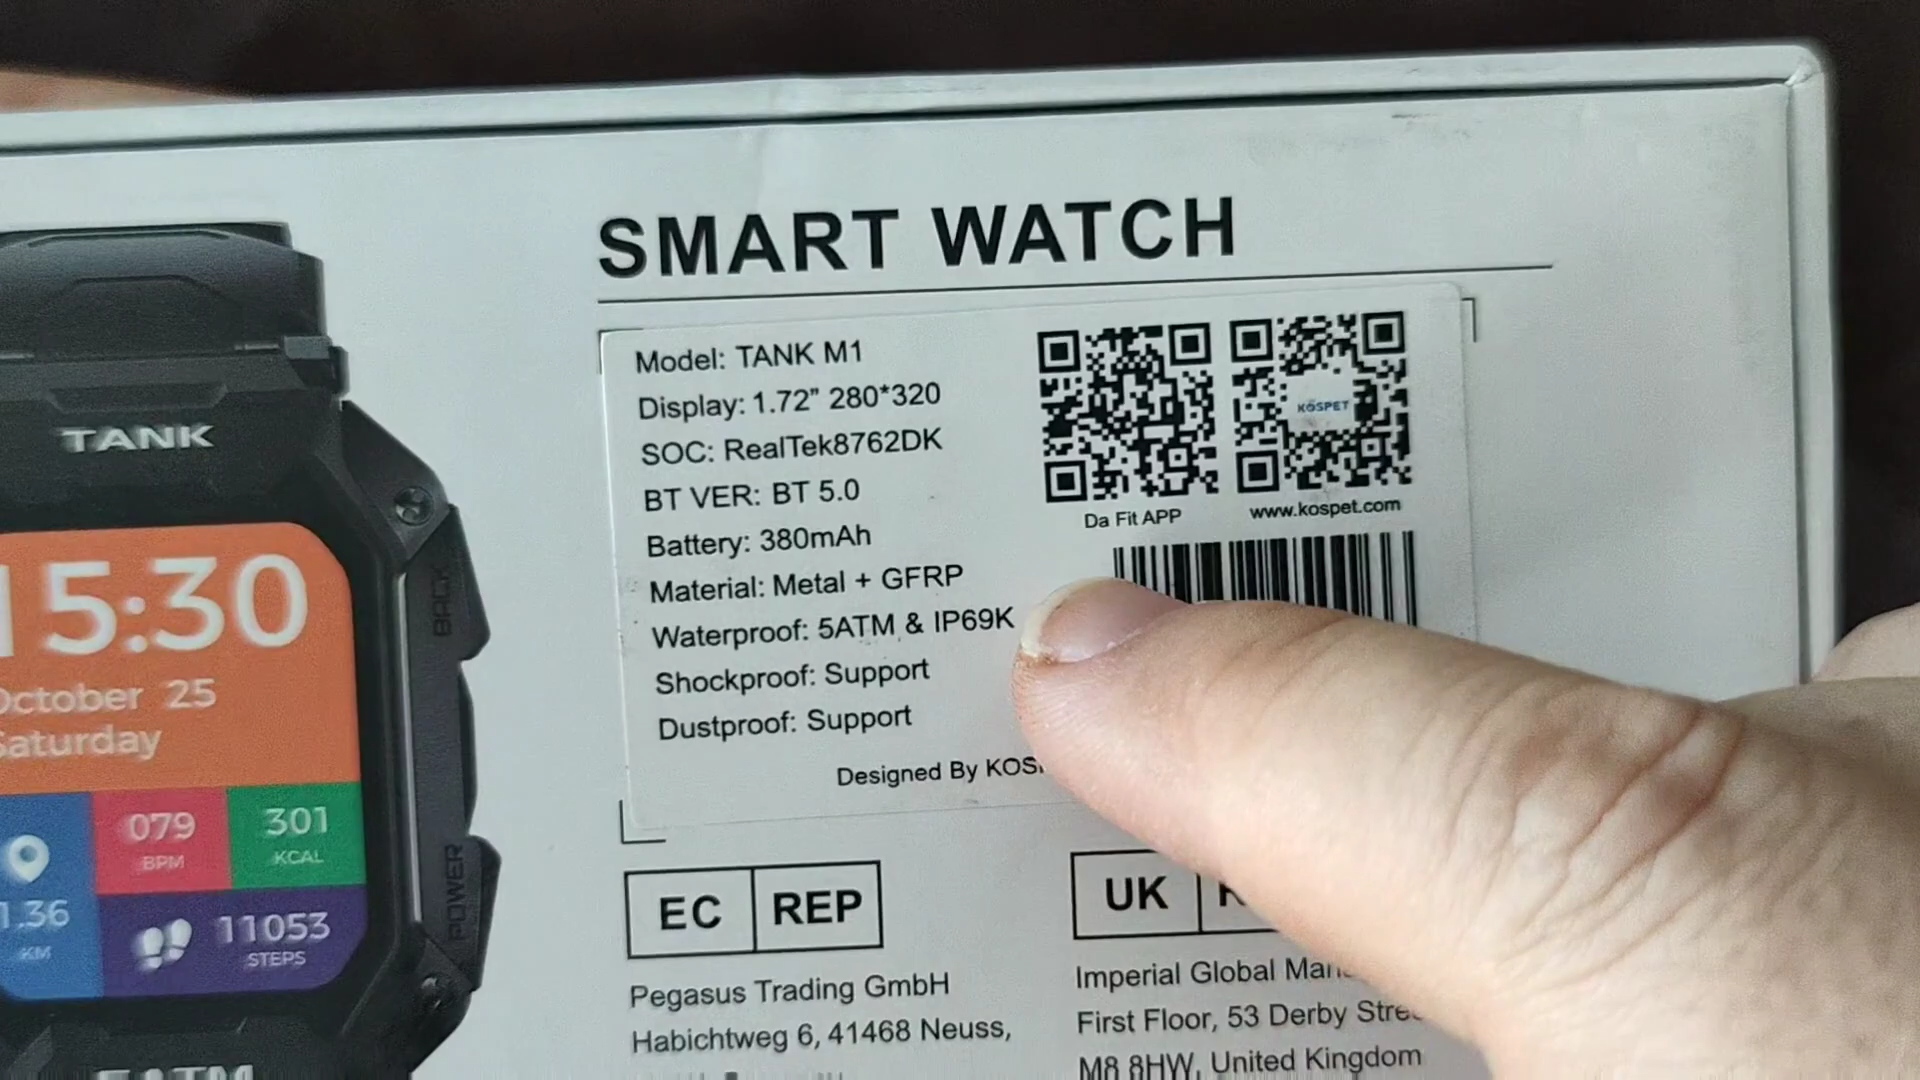 SMART WATCH
Model: TANK M1
Display: 1.72" 280*320
SOC: RealTek8762DK
BT VER: BT 5.0
Battery: 380mAh
Material: Metal + GFRP
Waterproof: 5ATM & IP69K
Shockproof: Support
Dustproof: Support
Designed By
KOSPET
Da Fit APP
www.kospet.com
TANK
BACK
POWER
15:30
October 25
Saturday
079
BPM
301
KCAL
1.36
KM
11053
STEPS
EC REP
Pegasus Trading GmbH
Habichtweg 6, 41468 Neuss,
UK
Imperial Global
First Floor, 53 Derby
M8 8HW, United Kingdom